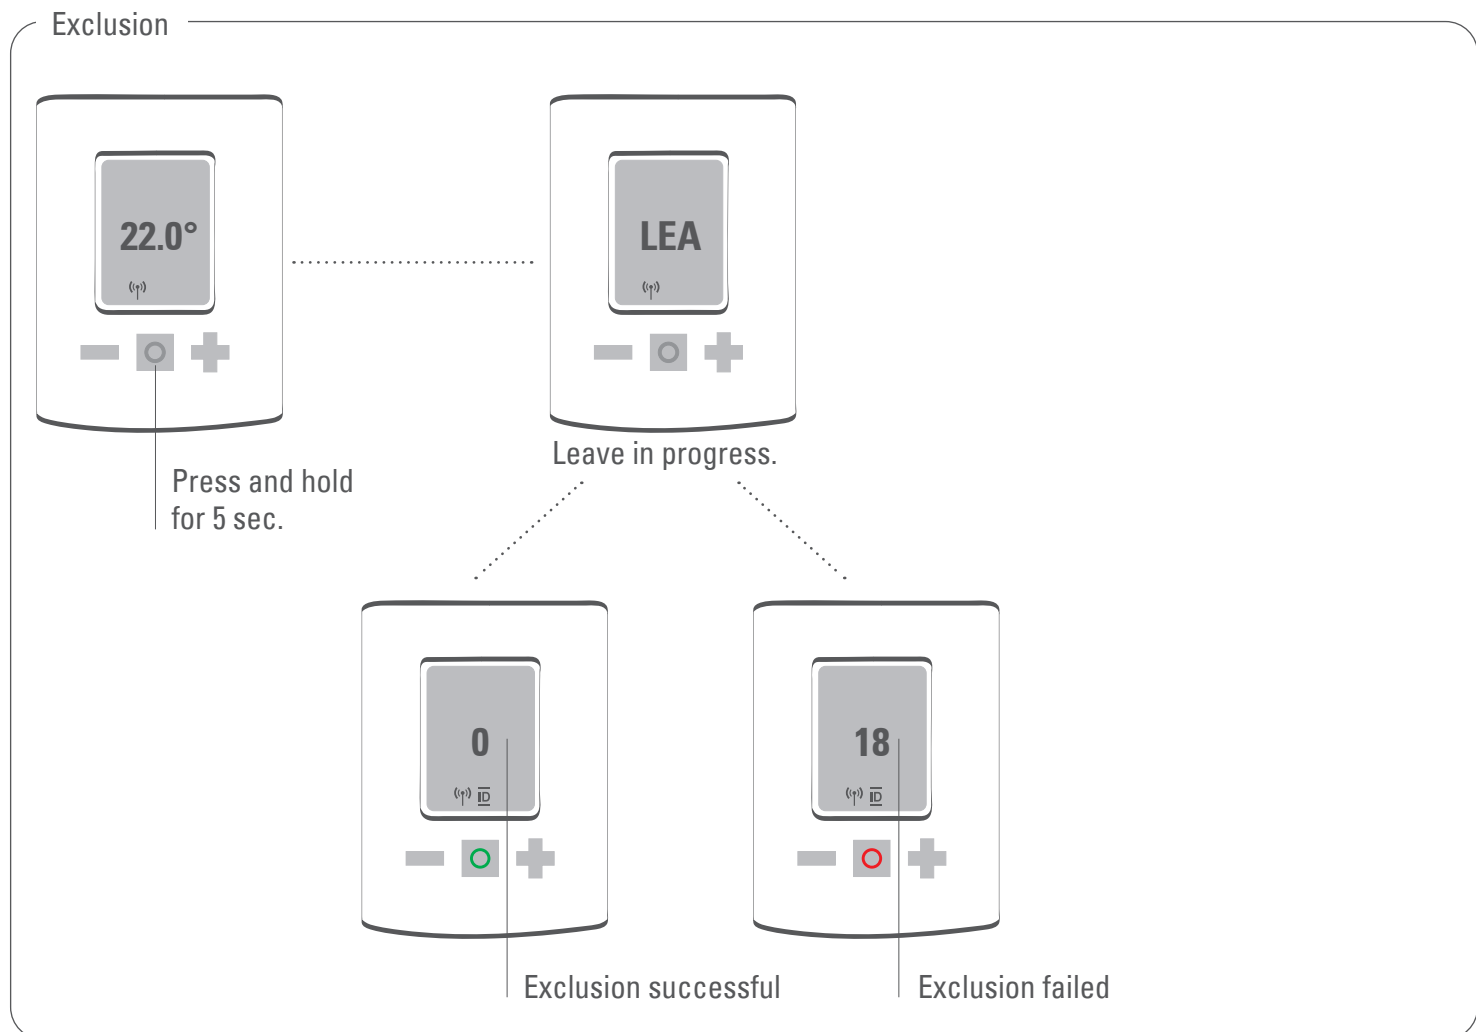 Exclusion
22.0°
LEA
Press and hold
for 5 sec.
Leave in progress.
0
ID
18
ID
Exclusion successful
Exclusion failed